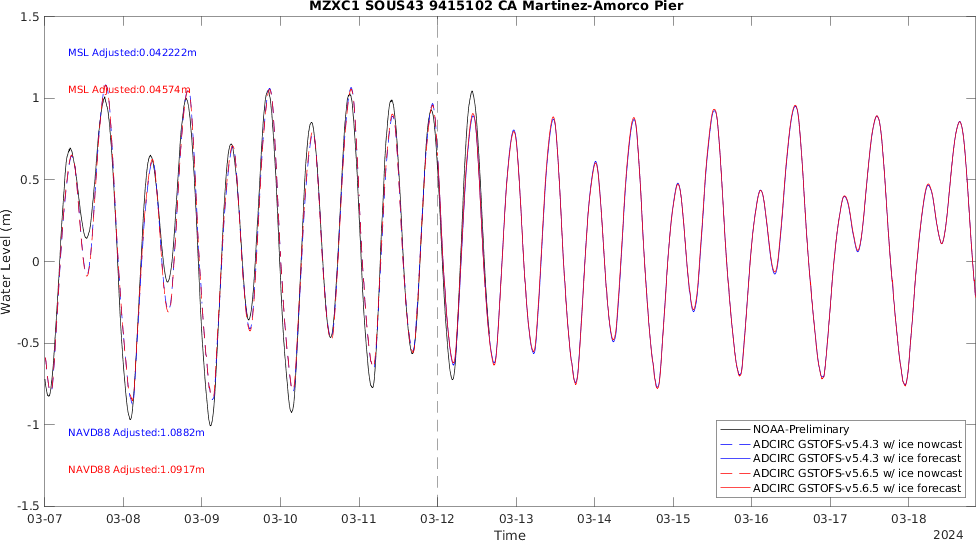 MZXC1 SOUS43 9415102 CA Martinez-Amorco Pier
1.5
MSL Adjusted:0.042222m
MSL Adjusted:0.04574m
1
0.5
Water Level (m)
0
-0.5
-1
NAVD88 Adjusted:1.0882m
NAVD88 Adjusted:1.0917m
-1.5
NOAA-Preliminary
ADCIRC GSTOFS-v5.4.3 w/ ice nowcast
ADCIRC GSTOFS-v5.4.3 w/ ice forecast
ADCIRC GSTOFS-v5.6.5 w/ ice nowcast
ADCIRC GSTOFS-v5.6.5 w/ ice forecast
03-07 03-08 03-09 03-10 03-11 03-12 03-13 03-14 03-15 03-16 03-17 03-18
Time
2024